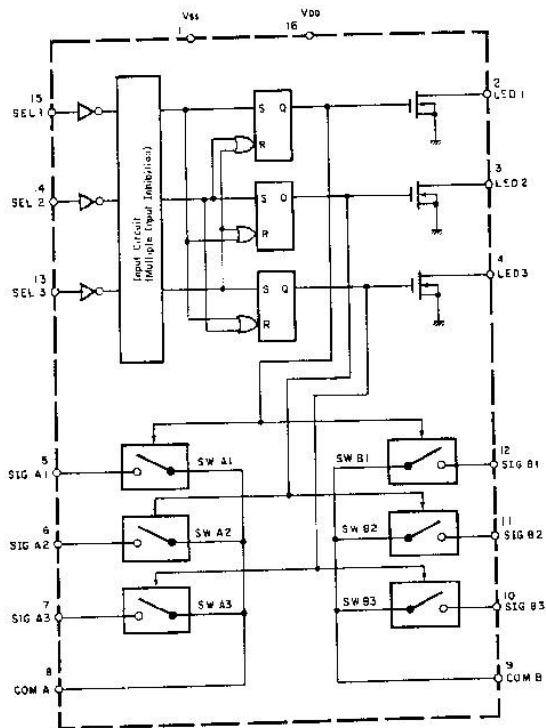 Vss
VDD
1
16
15
SEL 1
14
SEL 2
13
SEL 3
Input Circuit
(Multiple Input Inhibition)
S Q
R
S Q
R
S Q
R
2
LED 1
3
LED 2
4
LED 3
5
SIG A1
SW A1
SW B1
12
SIG B1
6
SIG A2
SW A2
SW B2
11
SIG B2
7
SIG A3
SW A3
SW B3
10
SIG B3
8
COM A
9
COM B